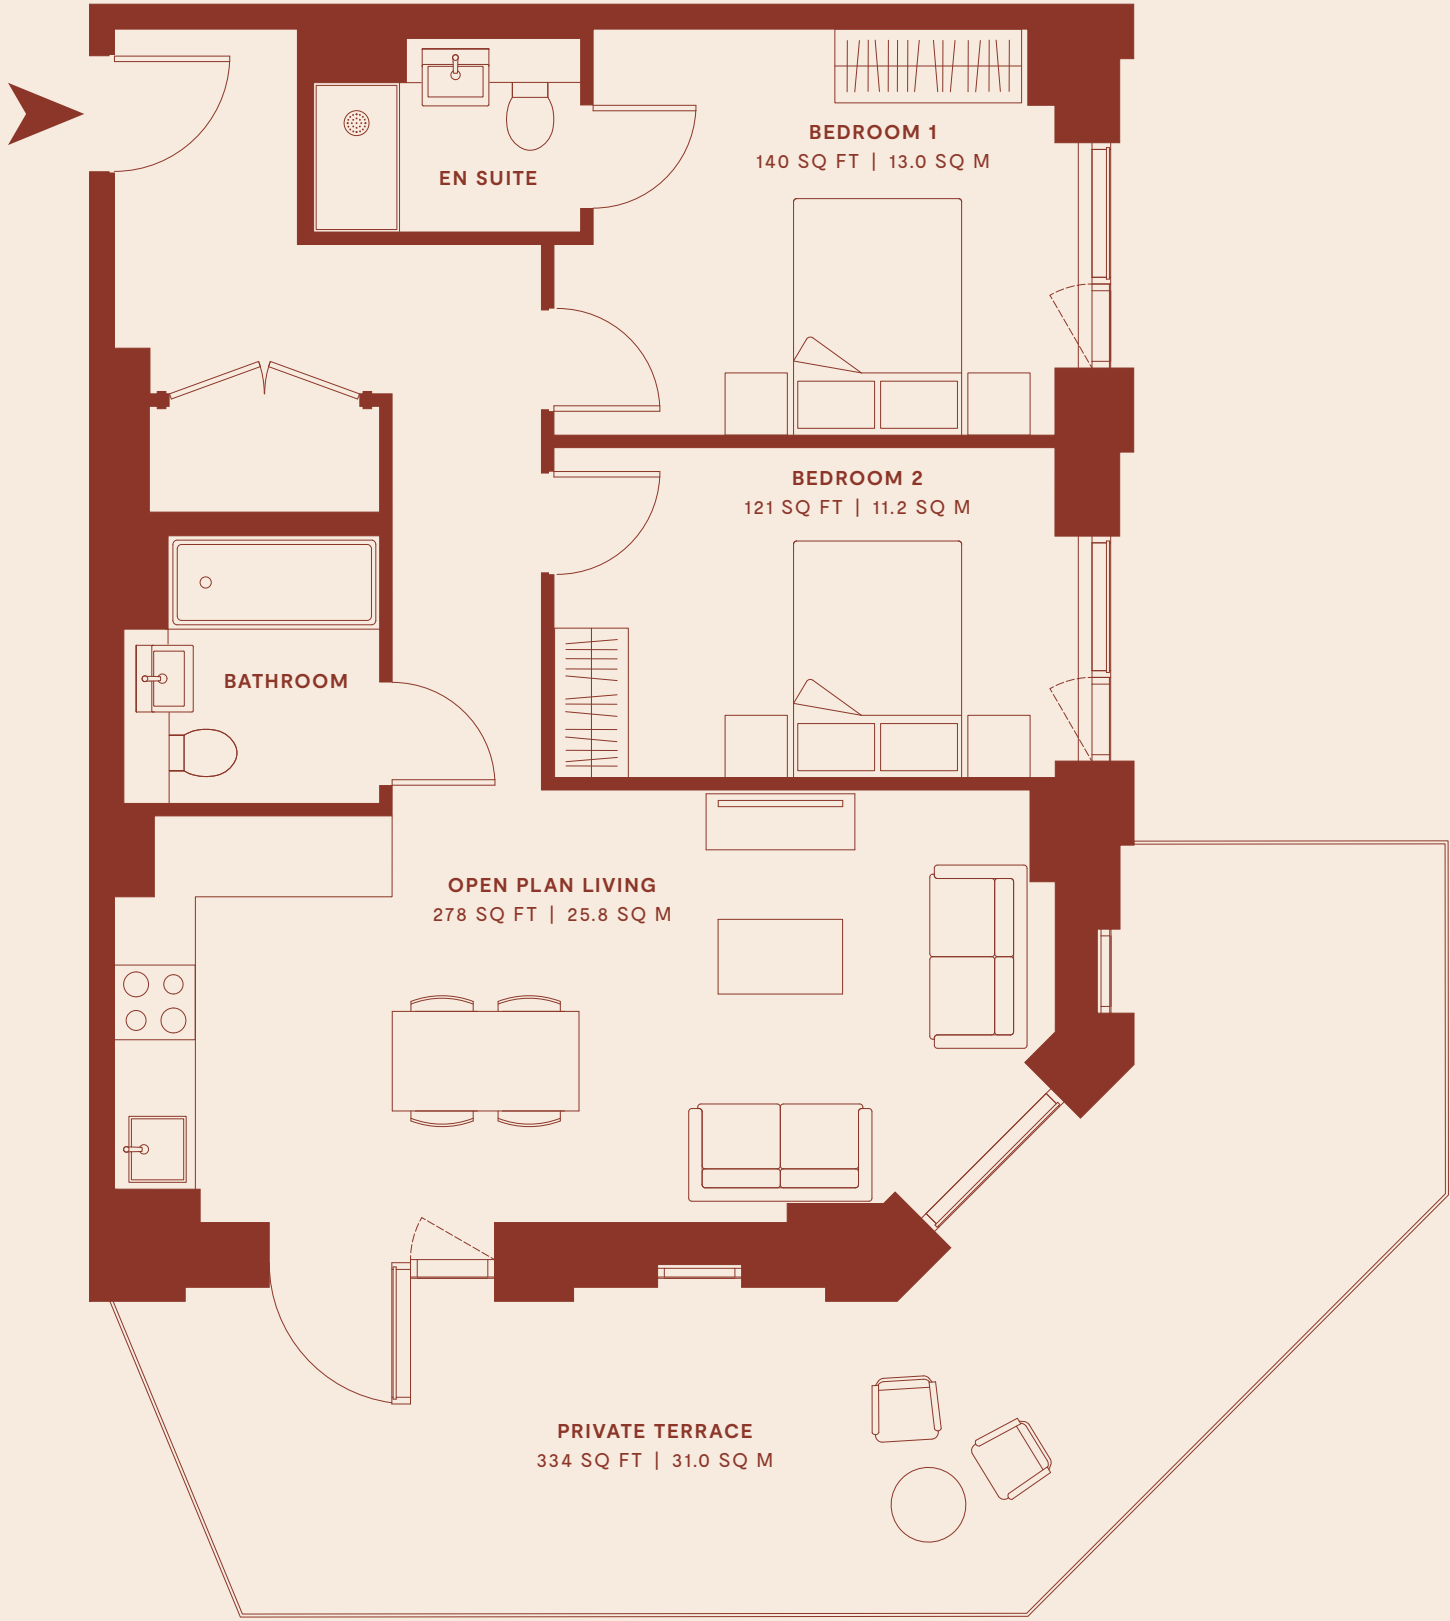 BEDROOM 1
140 SQ FT | 13.0 SQ M
EN SUITE
BEDROOM 2
121 SQ FT | 11.2 SQ M
BATHROOM
OPEN PLAN LIVING
278 SQ FT | 25.8 SQ M
PRIVATE TERRACE
334 SQ FT | 31.0 SQ M